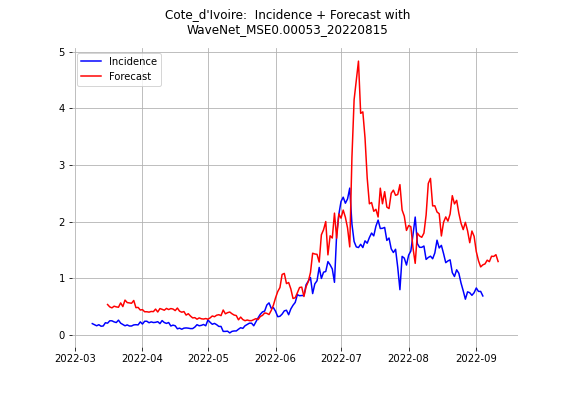 Cote_d'Ivoire:  Incidence + Forecast with
WaveNet_MSE0.00053_20220815
5
4
3
2
1
0
Incidence
Forecast
2022-03 2022-04 2022-05 2022-06 2022-07 2022-08 2022-09